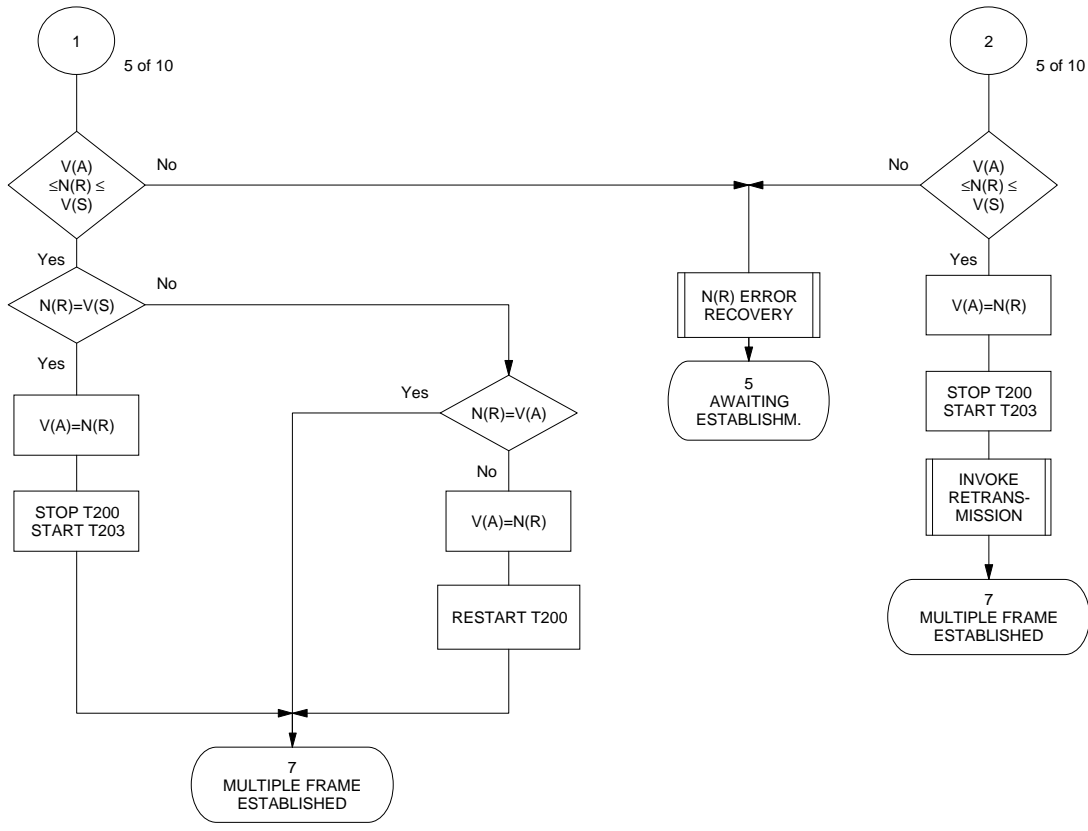 1
5 of 10
2
5 of 10
V(A)
≤N(R) ≤
V(S)
No
No
V(A)
≤N(R) ≤
V(S)
Yes
Yes
N(R)=V(S)
No
N(R) ERROR
RECOVERY
V(A)=N(R)
Yes
Yes
N(R)=V(A)
5
AWAITING
ESTABLISHM.
STOP T200
START T203
V(A)=N(R)
No
INVOKE
RETRANS-
MISSION
STOP T200
START T203
V(A)=N(R)
RESTART T200
7
MULTIPLE FRAME
ESTABLISHED
7
MULTIPLE FRAME
ESTABLISHED